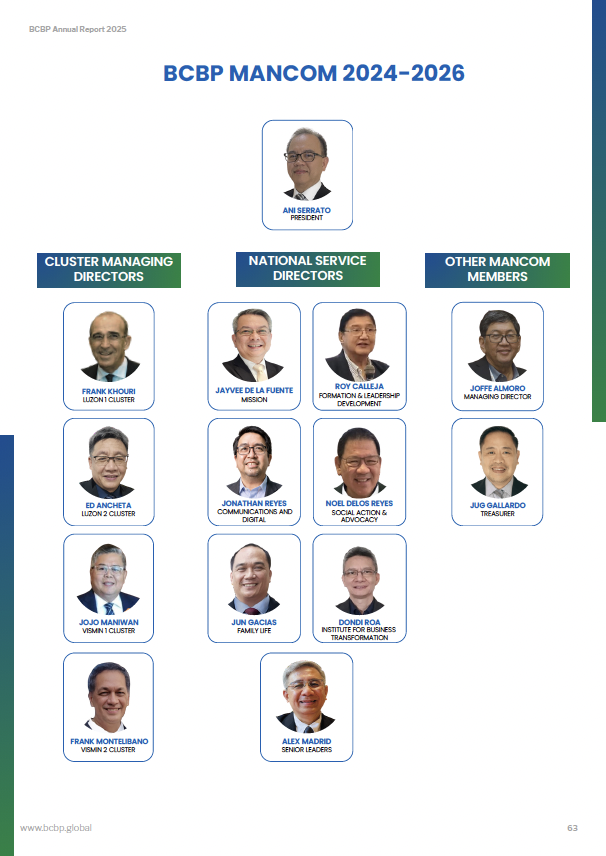 BCBP Annual Report 2025
BCBP MANCOM 2024-2026
ANI SERRATO
PRESIDENT
CLUSTER MANAGING
DIRECTORS
FRANK KHOURI
LUZON 1 CLUSTER
ED ANCHETA
LUZON 2 CLUSTER
JOJO MANIWAN
VISMIN 1 CLUSTER
FRANK MONTELIBANO
VISMIN 2 CLUSTER
NATIONAL SERVICE
DIRECTORS
JAYVEE DE LA FUENTE
MISSION
ROY CALLEJA
FORMATION & LEADERSHIP
DEVELOPMENT
JONATHAN REYES
COMMUNICATIONS AND
DIGITAL
NOEL DELOS REYES
SOCIAL ACTION &
ADVOCACY
JUN GACIAS
FAMILY LIFE
DONDI ROA
INSTITUTE FOR BUSINESS
TRANSFORMATION
ALEX MADRID
SENIOR LEADERS
OTHER MANCOM
MEMBERS
JOFFE ALMORO
MANAGING DIRECTOR
JUG GALLARDO
TREASURER
www.bcbp.global
63